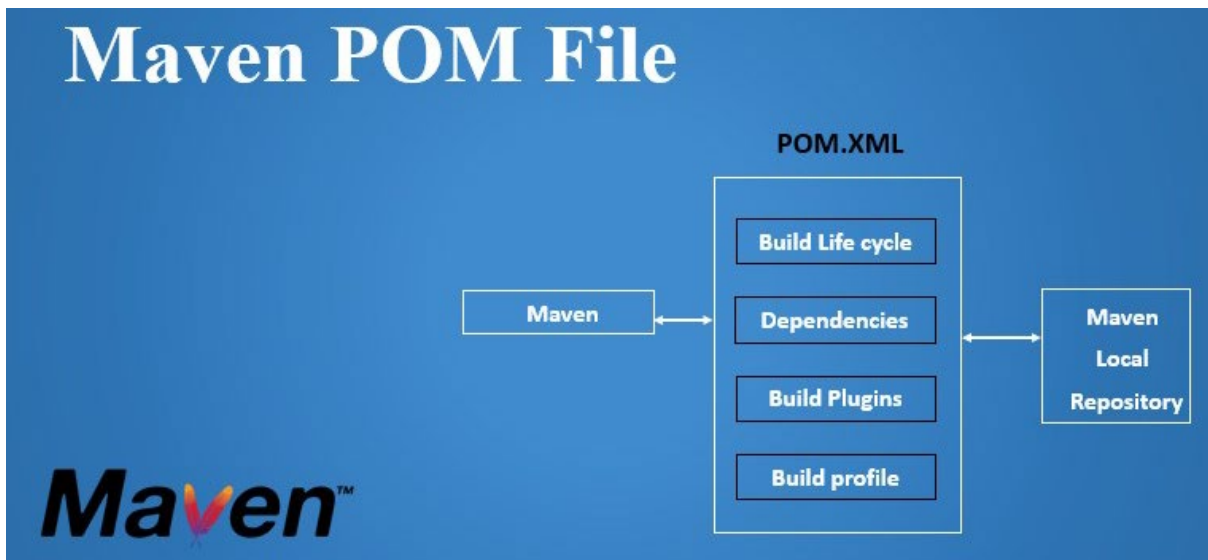 Maven POM File
POM.XML
Build Life cycle
Maven
Dependencies
Build Plugins
Build profile
Maven
Local
Repository
Maven™